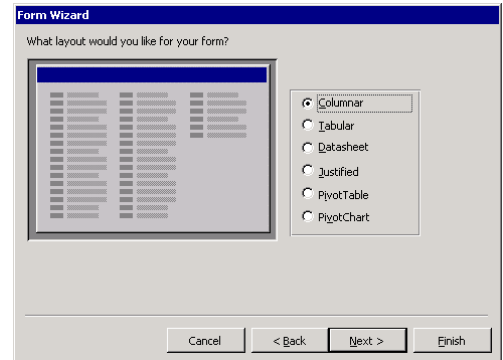 Form Wizard
What layout would you like for your form?
Columnar
Tabular
Datasheet
Justified
PivotTable
PivotChart
Cancel
< Back
Next >
Finish